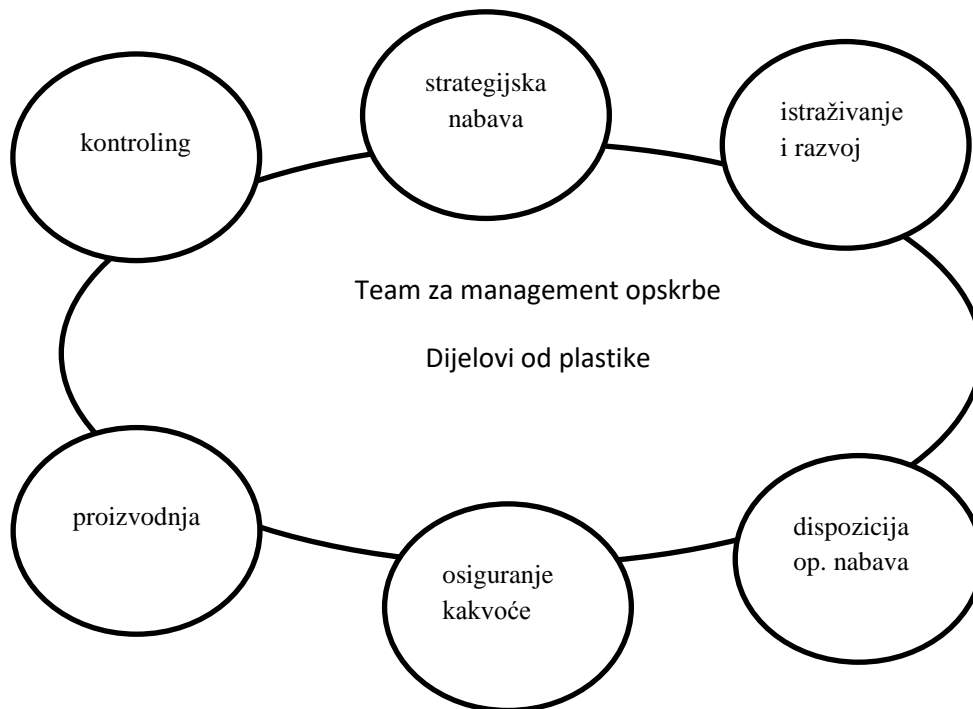 kontroling
strategijska
nabava
istraživanje
i razvoj
Team za management opskrbe
Dijelovi od plastike
proizvodnja
osiguranje
kakvoće
dispozicija
op. nabava